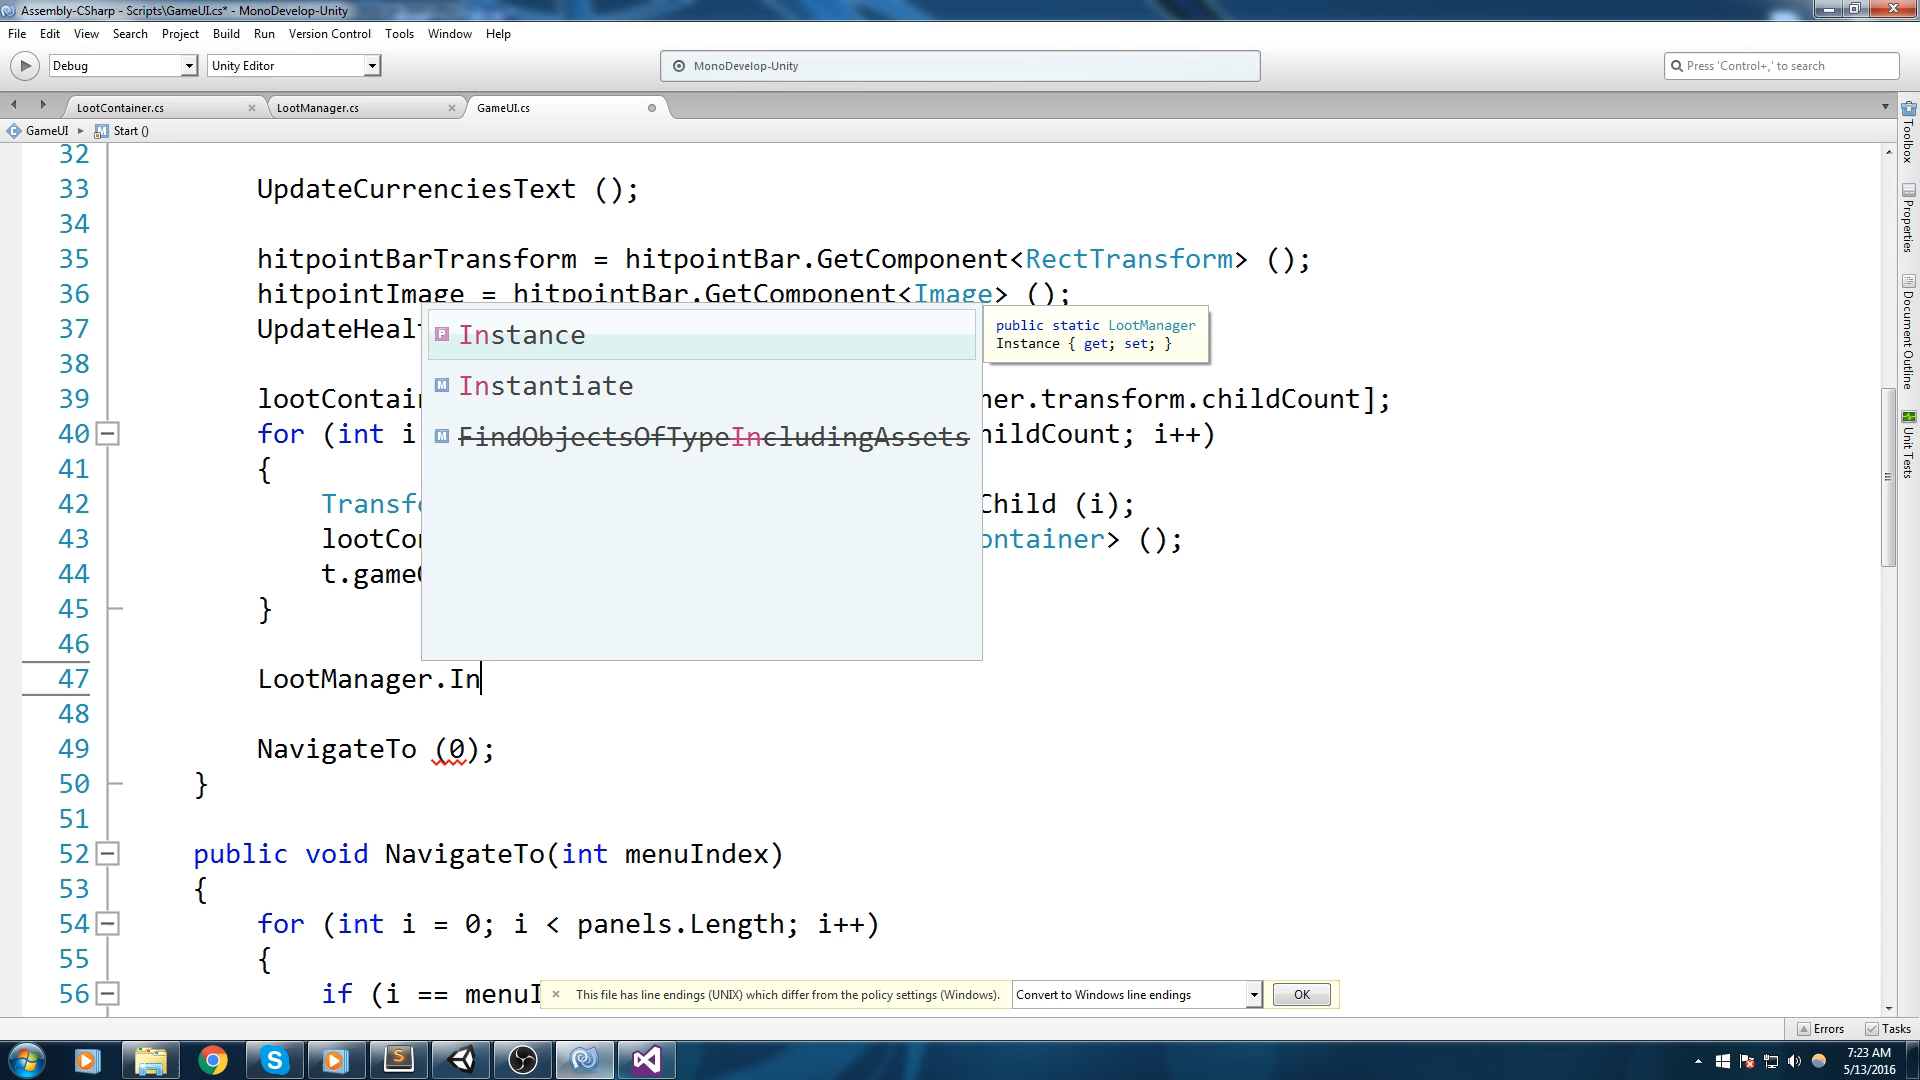 Assembly-CSharp - Scripts\GameUI.cs* - MonoDevelop-Unity
File Edit View Search Project Build Run Version Control Tools Window Help
Debug Unity Editor MonoDevelop-Unity Press 'Control+,' to search
LootContainer.cs LootManager.cs GameUI.cs
GameUI Start ()
32
33 UpdateCurrenciesText ();
34
35 hitpointBarTransform = hitpointBar.GetComponent<RectTransform> ();
36 hitpointImage = hitpointBar.GetComponent<Image> ();
37 UpdateHeal
Instance
public static LootManager
Instance { get; set; }
38
Instantiate
39 lootContai ner.transform.childCount];
40 for (int i hildCount; i++)
FindObjectsOfTypeIncludingAssets
41 {
42 Transf Child (i);
43 lootCo ontainer> ();
44 t.game
45 }
46
47 LootManager.In
48
49 NavigateTo (0);
50 }
51
52 public void NavigateTo(int menuIndex)
53 {
54 for (int i = 0; i < panels.Length; i++)
55 {
56 if (i == menuI
This file has line endings (UNIX) which differ from the policy settings (Windows). Convert to Windows line endings OK
Toolbox
Properties
Document Outline
Unit Tests
Errors Tasks
7:23 AM
5/13/2016